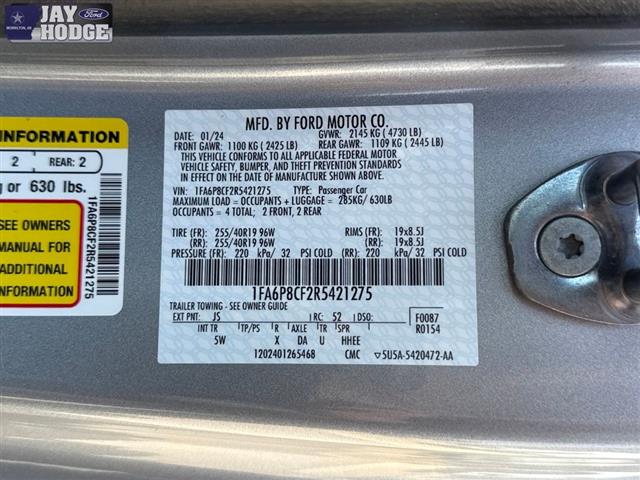 JAY
Ford
HODGE
MORRILTON, AR
INFORMATION
2 REAR: 2
or 630 lbs.
SEE OWNERS
MANUAL FOR
ADDITIONAL
INFORMATION
1FA6P8CF2R5421275
MFD. BY FORD MOTOR CO.
DATE: 01/24 GVWR: 2145 KG ( 4730 LB)
FRONT GAWR: 1100 KG ( 2425 LB) REAR GAWR: 1109 KG ( 2445 LB)
THIS VEHICLE CONFORMS TO ALL APPLICABLE FEDERAL MOTOR
VEHICLE SAFETY, BUMPER, AND THEFT PREVENTION STANDARDS
IN EFFECT ON THE DATE OF MANUFACTURE SHOWN ABOVE.
VIN: 1FA6P8CF2R5421275 TYPE: Passenger Car
MAXIMUM LOAD = OCCUPANTS + LUGGAGE = 285KG/ 630LB
OCCUPANTS = 4 TOTAL; 2 FRONT, 2 REAR
TIRE (FR): 255/40R19 96W RIMS (FR): 19x8.5J
(RR): 255/40R19 96W (RR): 19x8.5J
PRESSURE (FR): 220 kPa/ 32 PSI COLD (RR): 220 kPa/ 32 PSI COLD
1FA6P8CF2R5421275
TRAILER TOWING - SEE OWNER GUIDE
EXT PNT: JS RC: 52 DSO: F0087
INT TR TP/PS R AXLE TR SPR R0154
5W X DA U HHEE
1202401265468 CMC 5U5A-5420472-AA